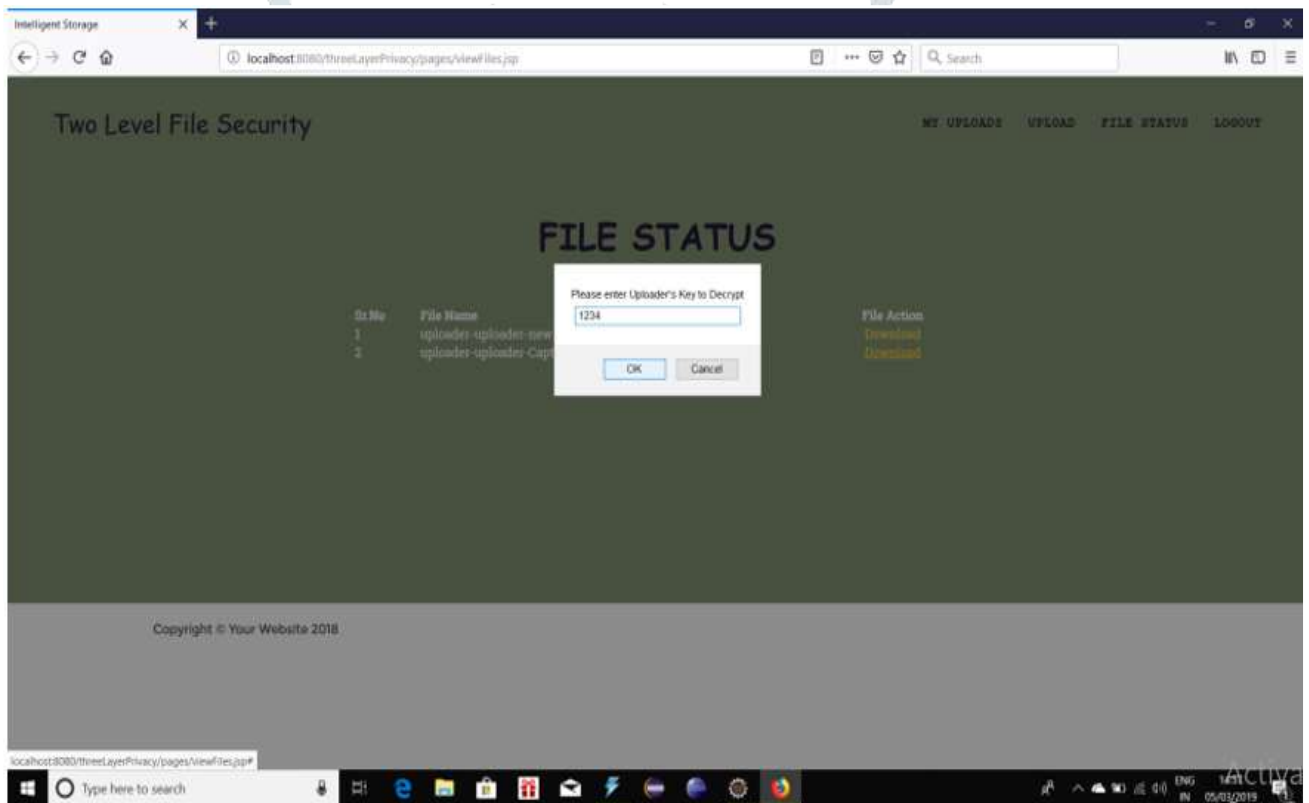 Intelligent Storage
localhost:8080/threeLayerPrivacy/pages/viewFiles.jsp
Search
Two Level File Security
MY UPLOADS UPLOAD FILE STATUS LOGOUT
FILE STATUS
Please enter Uploader's Key to Decrypt
1234
OK Cancel
Sr.No File Name File Action
1 uploader-uploader-new Download
2 uploader-uploader-Capt Download
Copyright © Your Website 2018
localhost:8080/threeLayerPrivacy/pages/viewFiles.jsp#
Type here to search
ENG
IN
05/03/2019
Activa